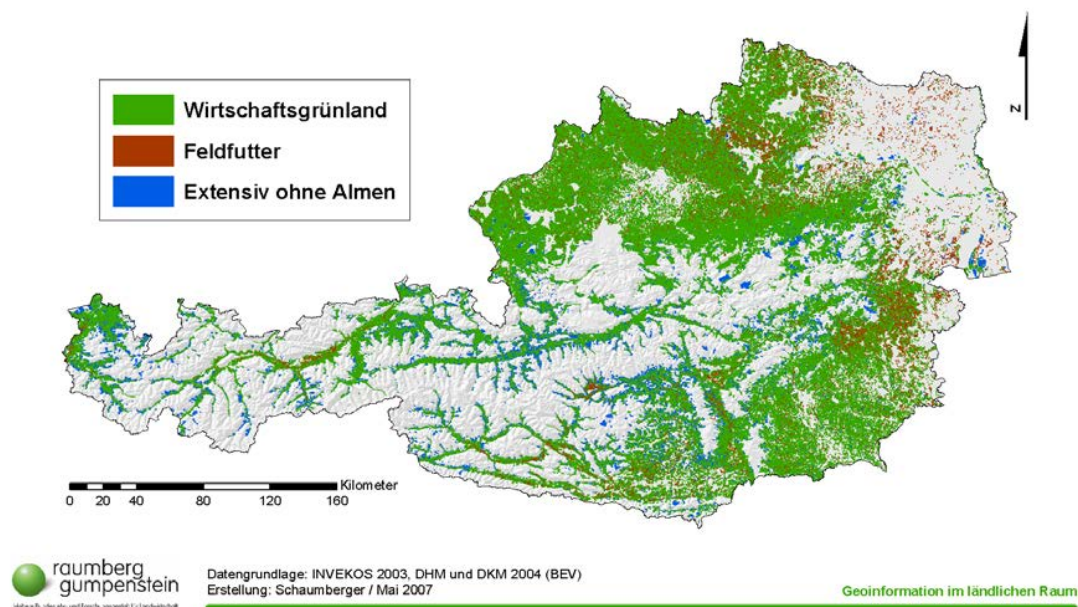 Wirtschaftsgrünland
Feldfutter
Extensiv ohne Almen
N
Kilometer
0 20 40 80 120 160
raumberg
gumpenstein
Datengrundlage: INVEKOS 2003, DHM und DKM 2004 (BEV)
Erstellung: Schaumberger / Mai 2007
Geoinformation im ländlichen Raum